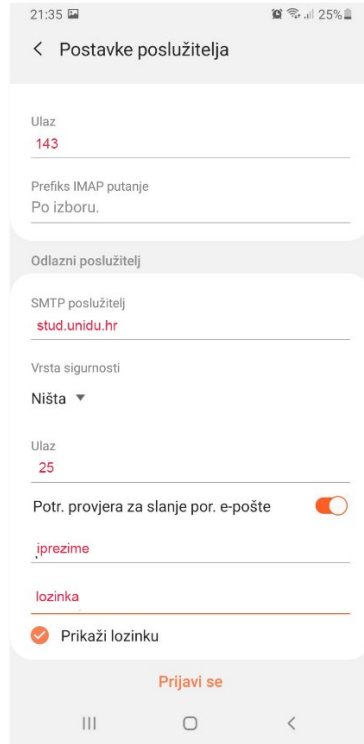 21:35 25%
Postavke poslužitelja
Ulaz
143
Prefiks IMAP putanje
Po izboru.
Odlazni poslužitelj
SMTP poslužitelj
stud.unidu.hr
Vrsta sigurnosti
Ništa
Ulaz
25
Potr. provjera za slanje por. e-pošte
iprezime
lozinka
Prikaži lozinku
Prijavi se